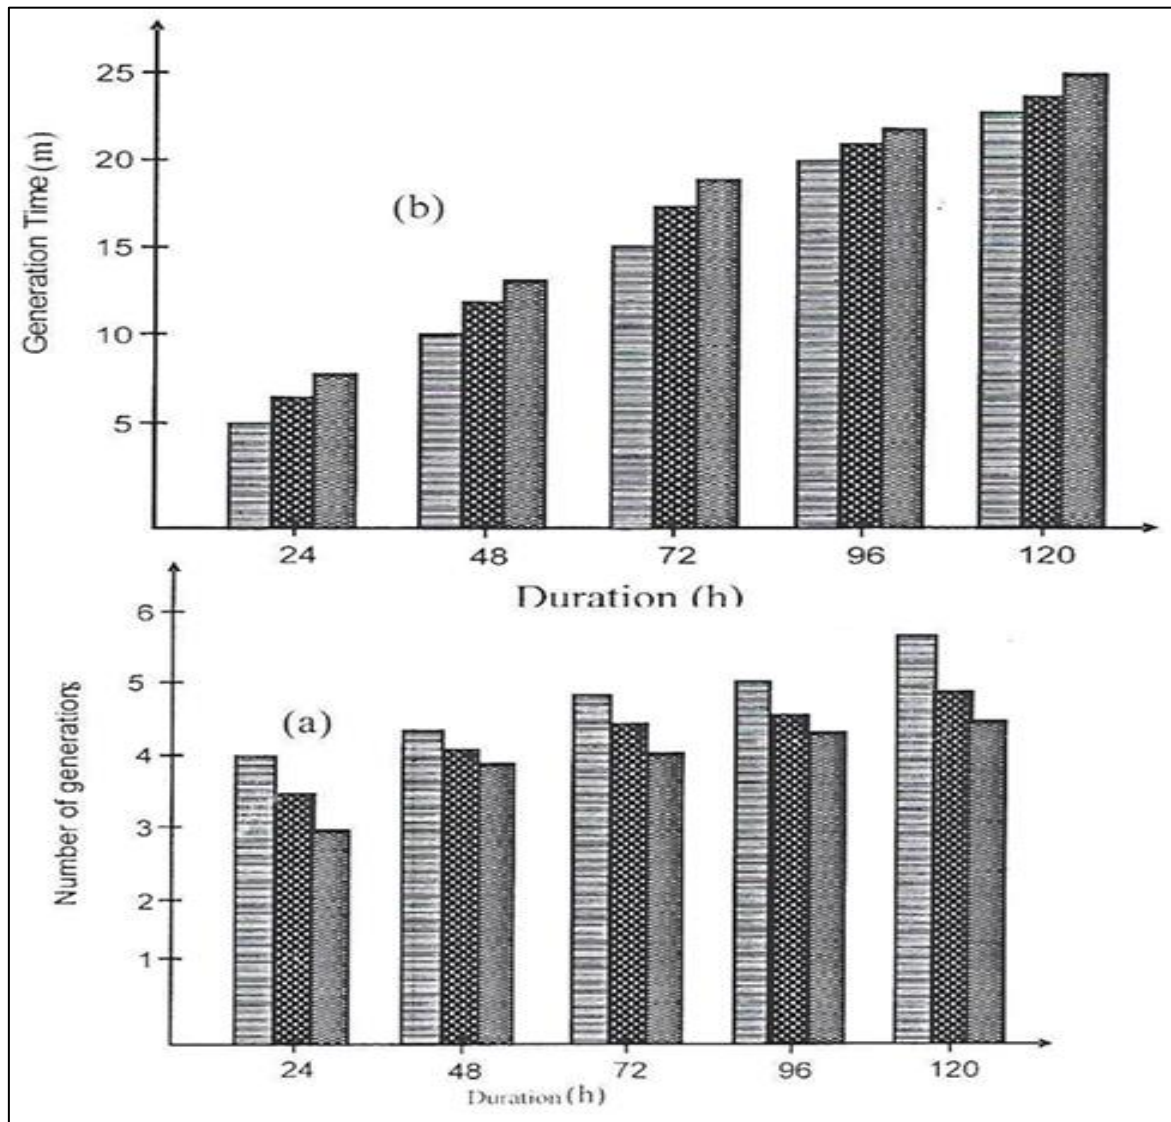 25
20
15
10
5
Generation Time (m)
(b)
24 48 72 96 120
Duration (h)
6
5
4
3
2
1
Number of generations
(a)
24 48 72 96 120
Duration (h)